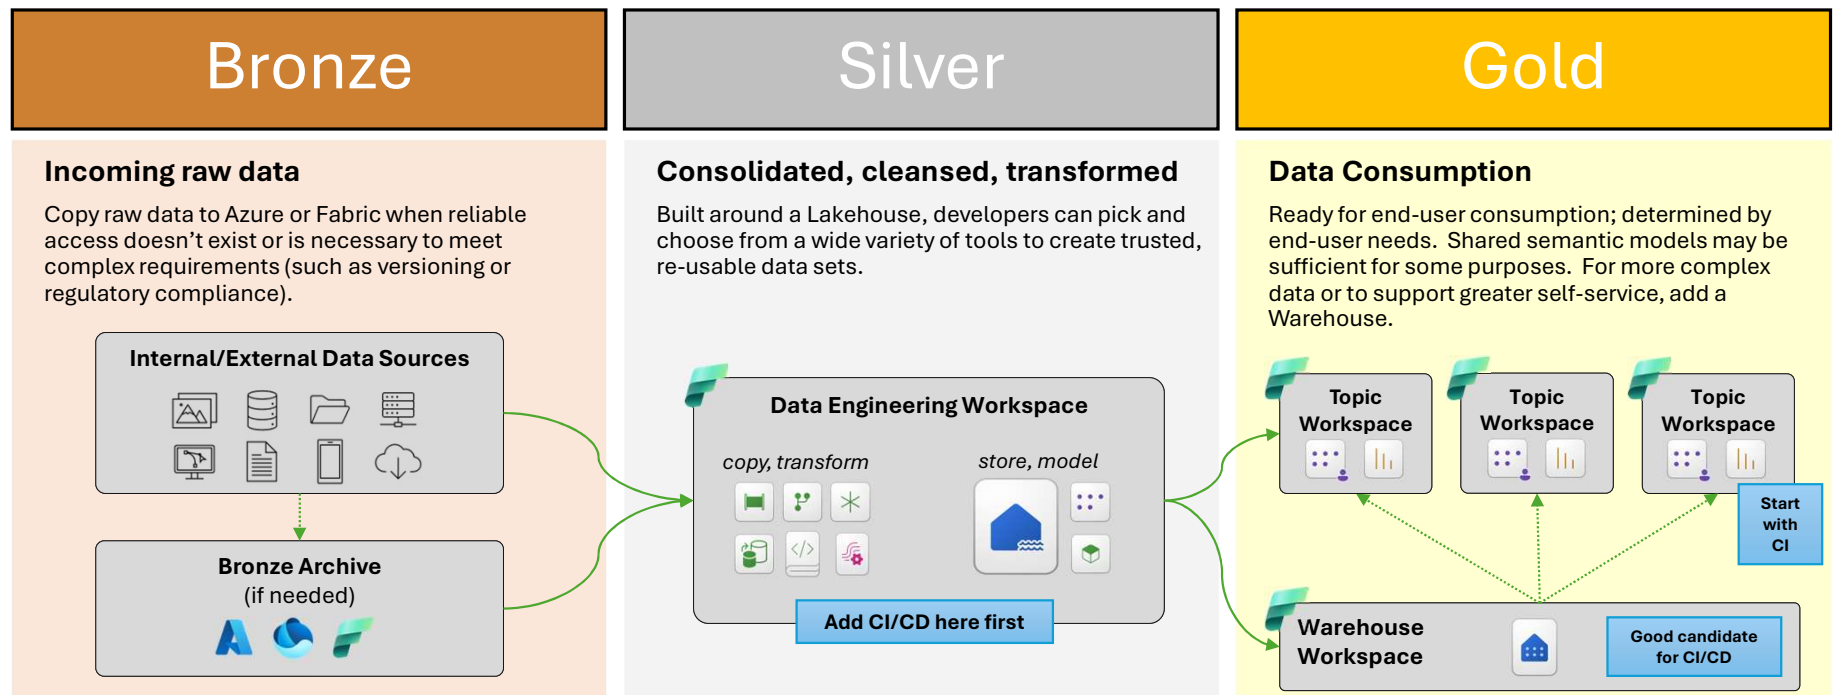 Bronze
Incoming raw data
Copy raw data to Azure or Fabric when reliable
access doesn't exist or is necessary to meet
complex requirements (such as versioning or
regulatory compliance).
Internal/External Data Sources
Bronze Archive
(if needed)
Silver
Consolidated, cleansed, transformed
Built around a Lakehouse, developers can pick and
choose from a wide variety of tools to create trusted,
re-usable data sets.
Data Engineering Workspace
copy, transform
store, model
</>
Add CI/CD here first
Gold
Data Consumption
Ready for end-user consumption; determined by
end-user needs.  Shared semantic models may be
sufficient for some purposes.  For more complex
data or to support greater self-service, add a
Warehouse.
Topic
Workspace
Topic
Workspace
Topic
Workspace
Start
with
CI
Warehouse
Workspace
Good candidate
for CI/CD